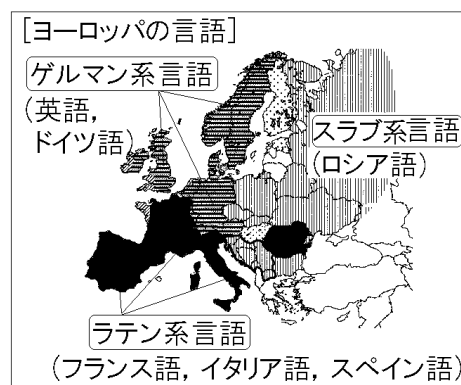 [ヨーロッパの言語]
ゲルマン系言語
(英語,
ドイツ語)
スラブ系言語
(ロシア語)
ラテン系言語
(フランス語, イタリア語, スペイン語)